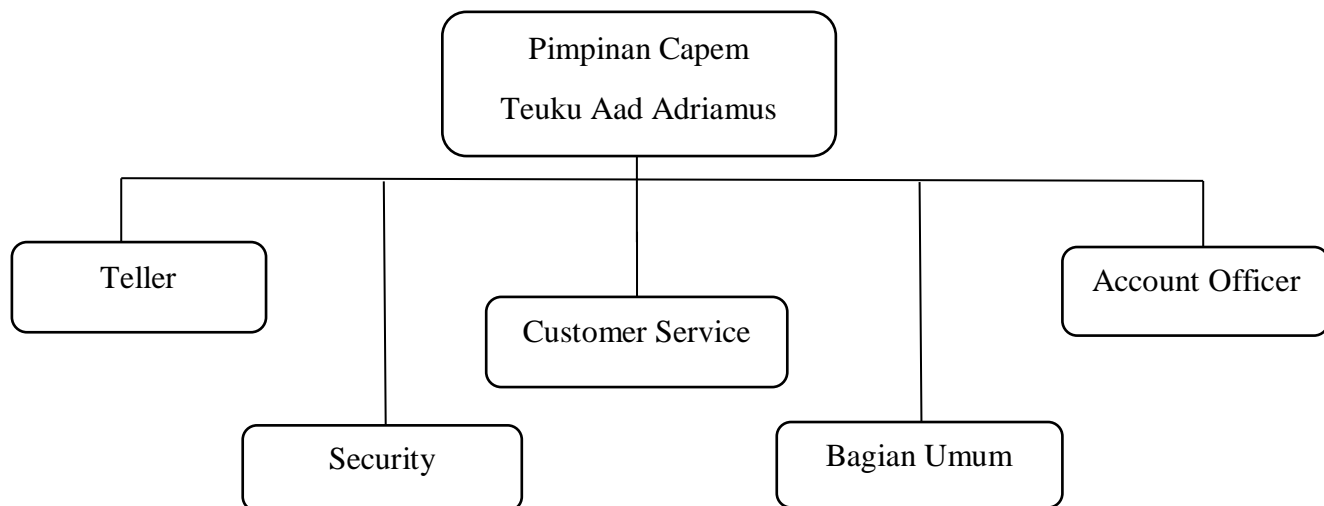 Pimpinan Capem
Teuku Aad Adriamus
Teller
Account Officer
Customer Service
Security
Bagian Umum